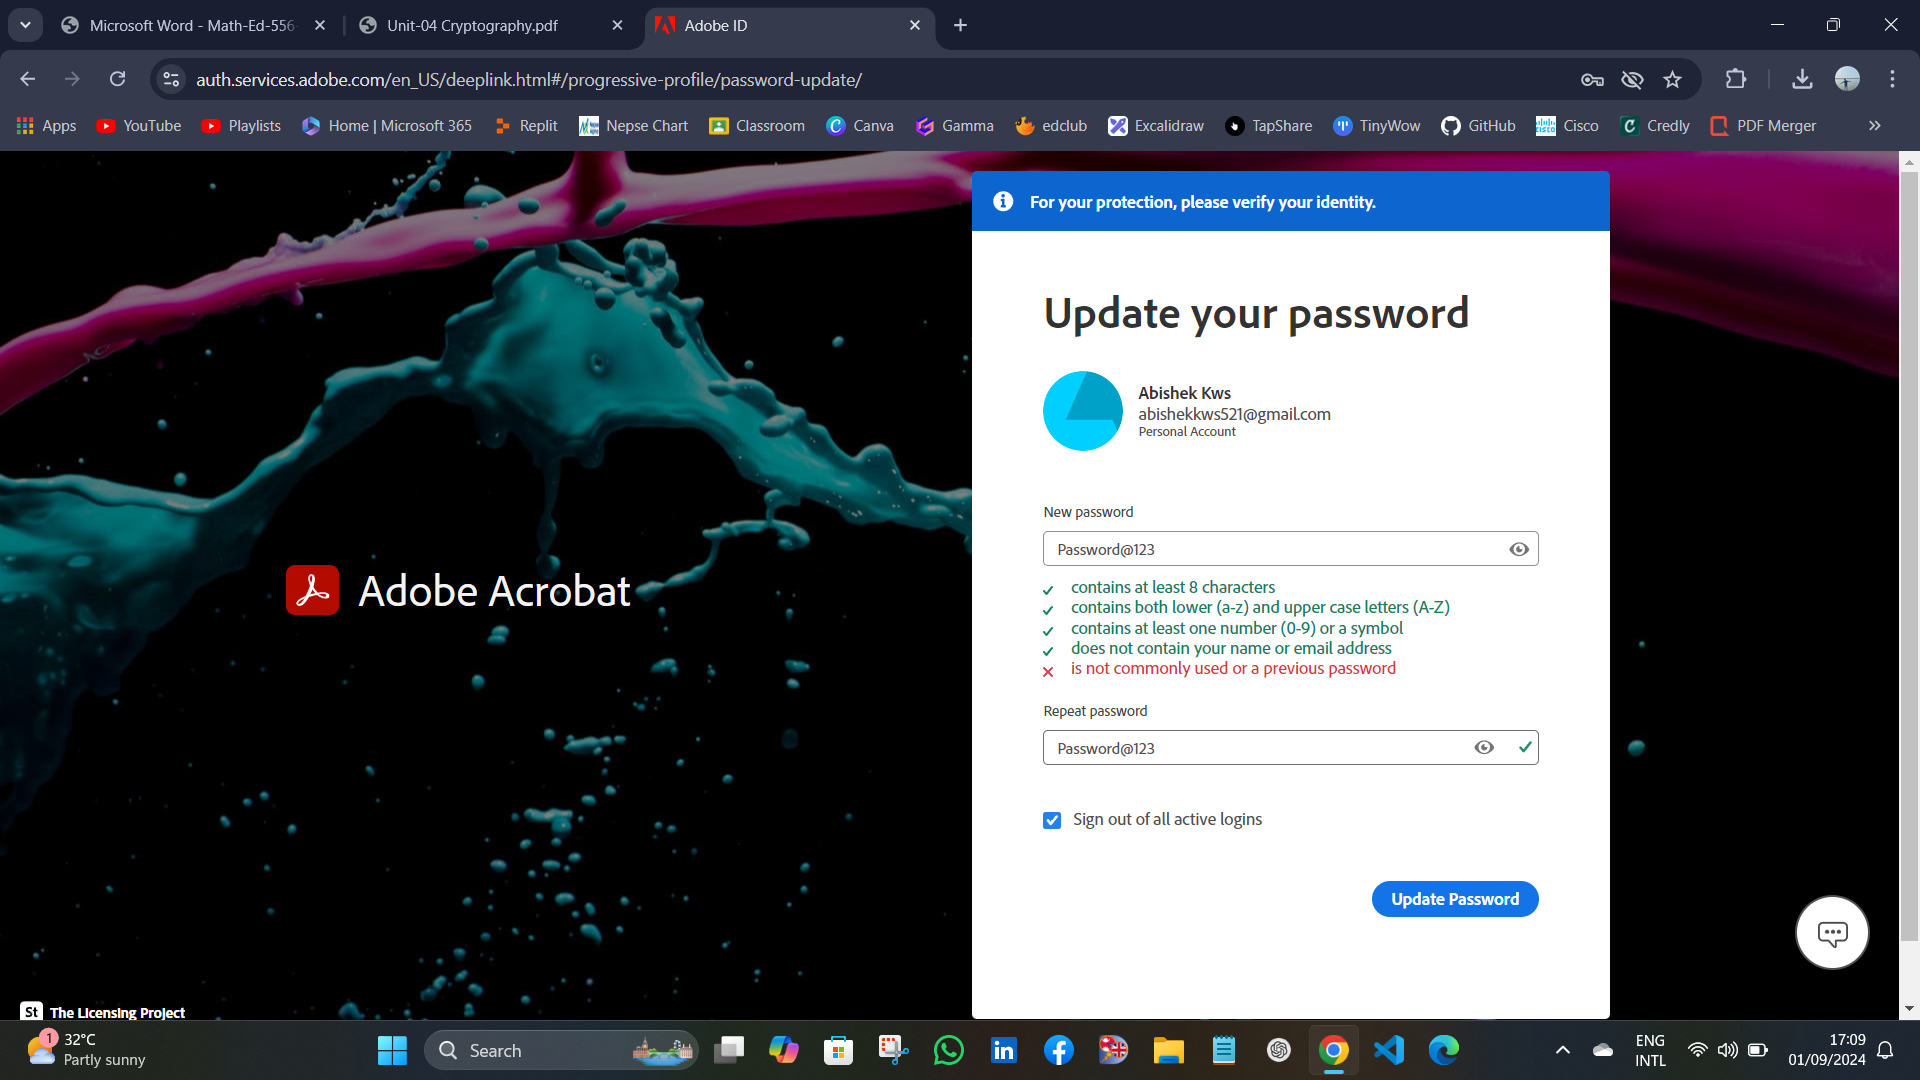 Microsoft Word - Math-Ed-556-
Unit-04 Cryptography.pdf
Adobe ID
auth.services.adobe.com/en_US/deeplink.html#/progressive-profile/password-update/
Apps
YouTube
Playlists
Home | Microsoft 365
Replit
Nepse Chart
Classroom
Canva
Gamma
edclub
Excalidraw
TapShare
TinyWow
GitHub
Cisco
Credly
PDF Merger
For your protection, please verify your identity.
Update your password
Abishek Kws
abishekkws521@gmail.com
Personal Account
New password
Password@123
contains at least 8 characters
contains both lower (a-z) and upper case letters (A-Z)
contains at least one number (0-9) or a symbol
does not contain your name or email address
is not commonly used or a previous password
Repeat password
Password@123
Sign out of all active logins
Update Password
Adobe Acrobat
St The Licensing Project
1
32°C
Partly sunny
Search
ENG
INTL
17:09
01/09/2024